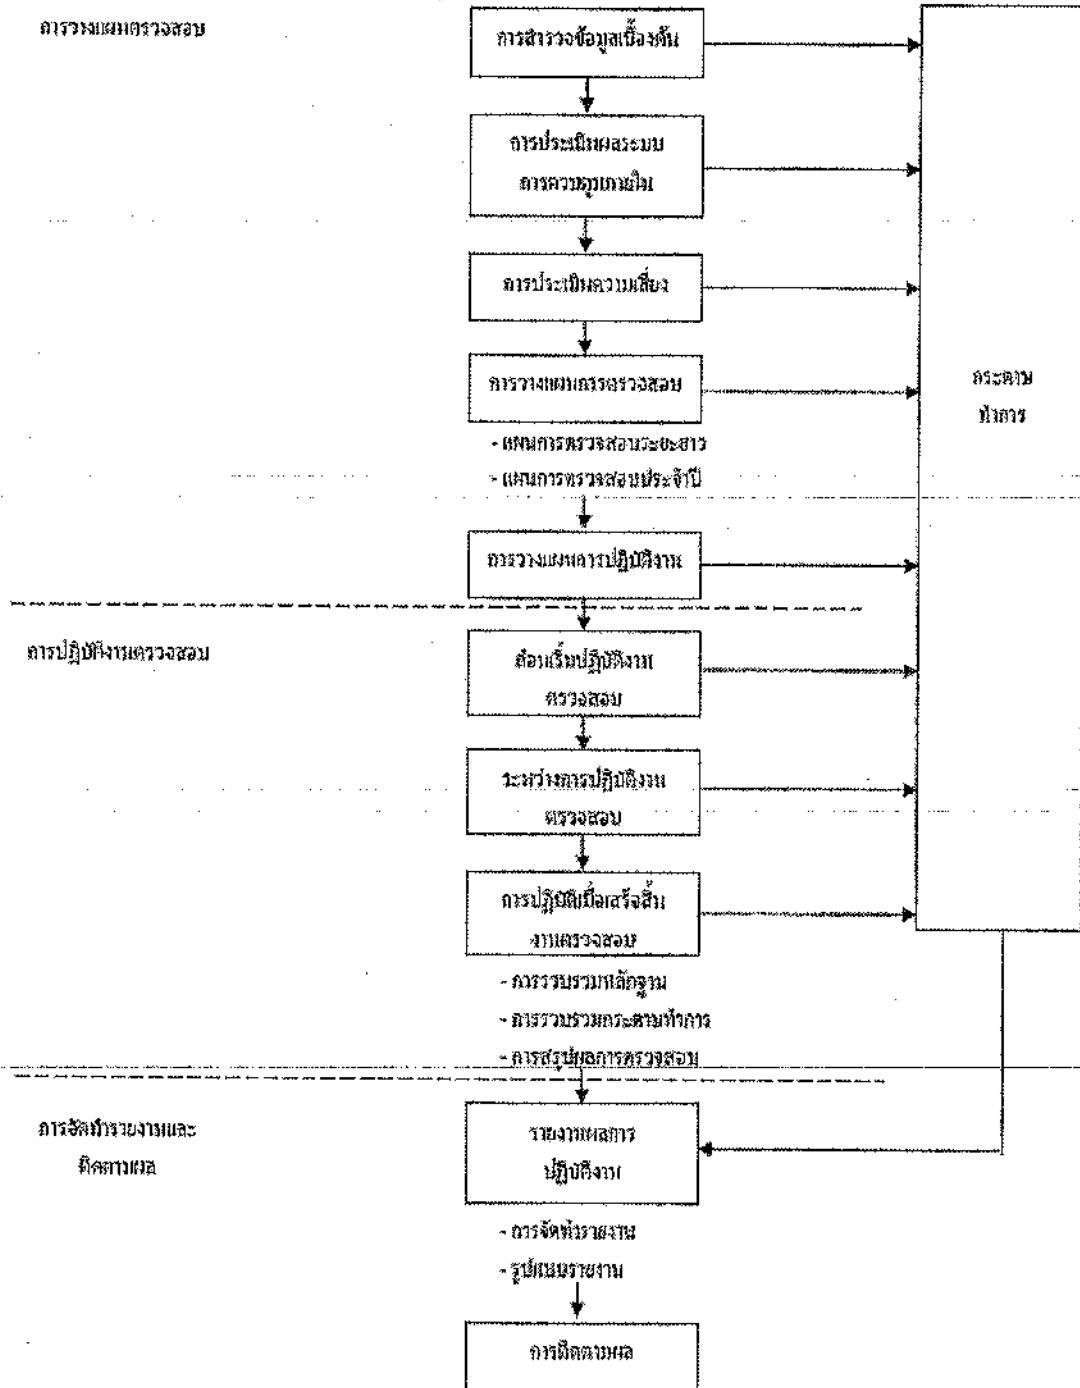 การวางแผนตรวจสอบ
การสำรวจข้อมูลเบื้องต้น
การประเมินผลระบบ
การควบคุมภายใน
การประเมินความเสี่ยง
การวางแผนการตรวจสอบ
- แผนการตรวจสอบระยะยาว
- แผนการตรวจสอบประจำปี
การวางแผนการปฏิบัติงาน
กระดาษ
ทำการ
การปฏิบัติงานตรวจสอบ
ก่อนเริ่มปฏิบัติงาน
ตรวจสอบ
ระหว่างการปฏิบัติงาน
ตรวจสอบ
การปฏิบัติเมื่อเสร็จสิ้น
งานตรวจสอบ
- การรวบรวมหลักฐาน
- การรวบรวมกระดาษทำการ
- การสรุปผลการตรวจสอบ
การจัดทำรายงานและ
ติดตามผล
รายงานผลการ
ปฏิบัติงาน
- การจัดทำรายงาน
- รูปแบบรายงาน
การติดตามผล